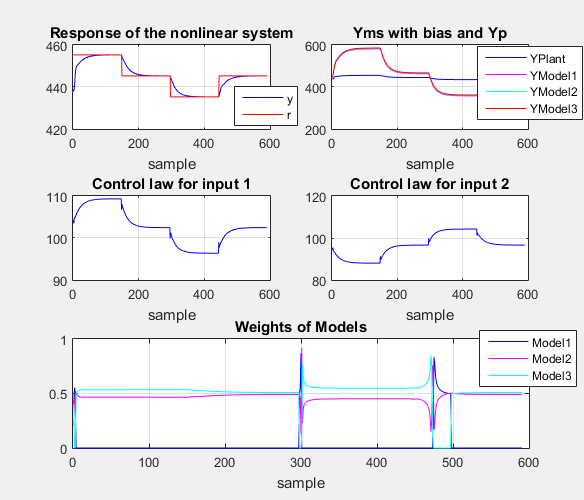 Response of the nonlinear system
460
440
420
0
200
400
600
sample
y
r
Yms with bias and Yp
600
400
200
0
200
400
600
sample
YPlant
YModel1
YModel2
YModel3
Control law for input 1
110
100
90
0
200
400
600
sample
Control law for input 2
120
100
80
0
200
400
600
sample
Weights of Models
1
0.5
0
0
100
200
300
400
500
600
sample
Model1
Model2
Model3